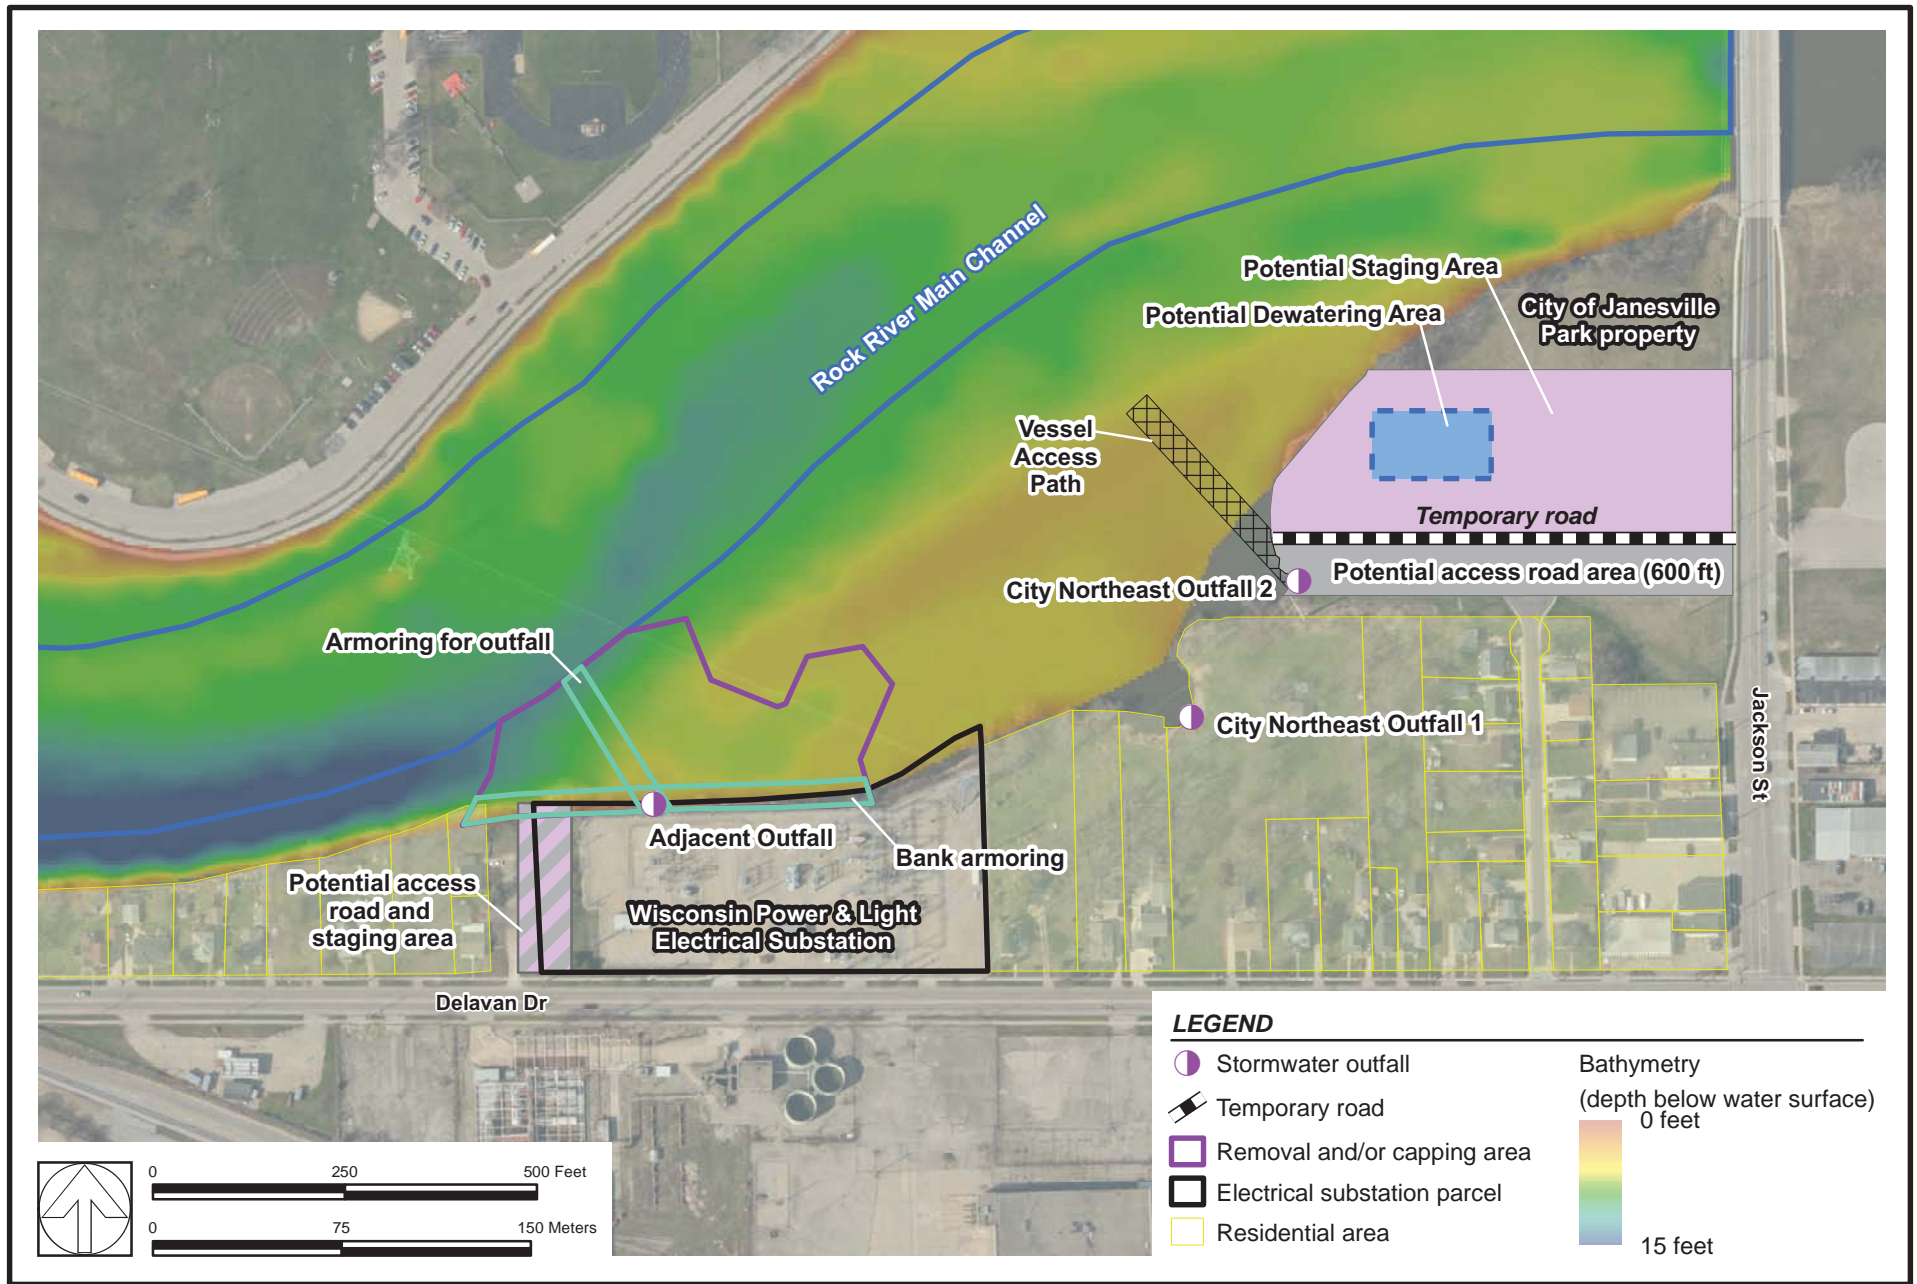 Rock River Main Channel
Potential Staging Area
Potential Dewatering Area
City of Janesville
Park property
Vessel
Access
Path
Temporary road
Potential access road area (600 ft)
City Northeast Outfall 2
Armoring for outfall
City Northeast Outfall 1
Jackson St
Adjacent Outfall
Bank armoring
Potential access
road and
staging area
Wisconsin Power & Light
Electrical Substation
Delavan Dr
LEGEND
Stormwater outfall
Temporary road
Removal and/or capping area
Electrical substation parcel
Residential area
Bathymetry
(depth below water surface)
0 feet
15 feet
0 250 500 Feet
0 75 150 Meters